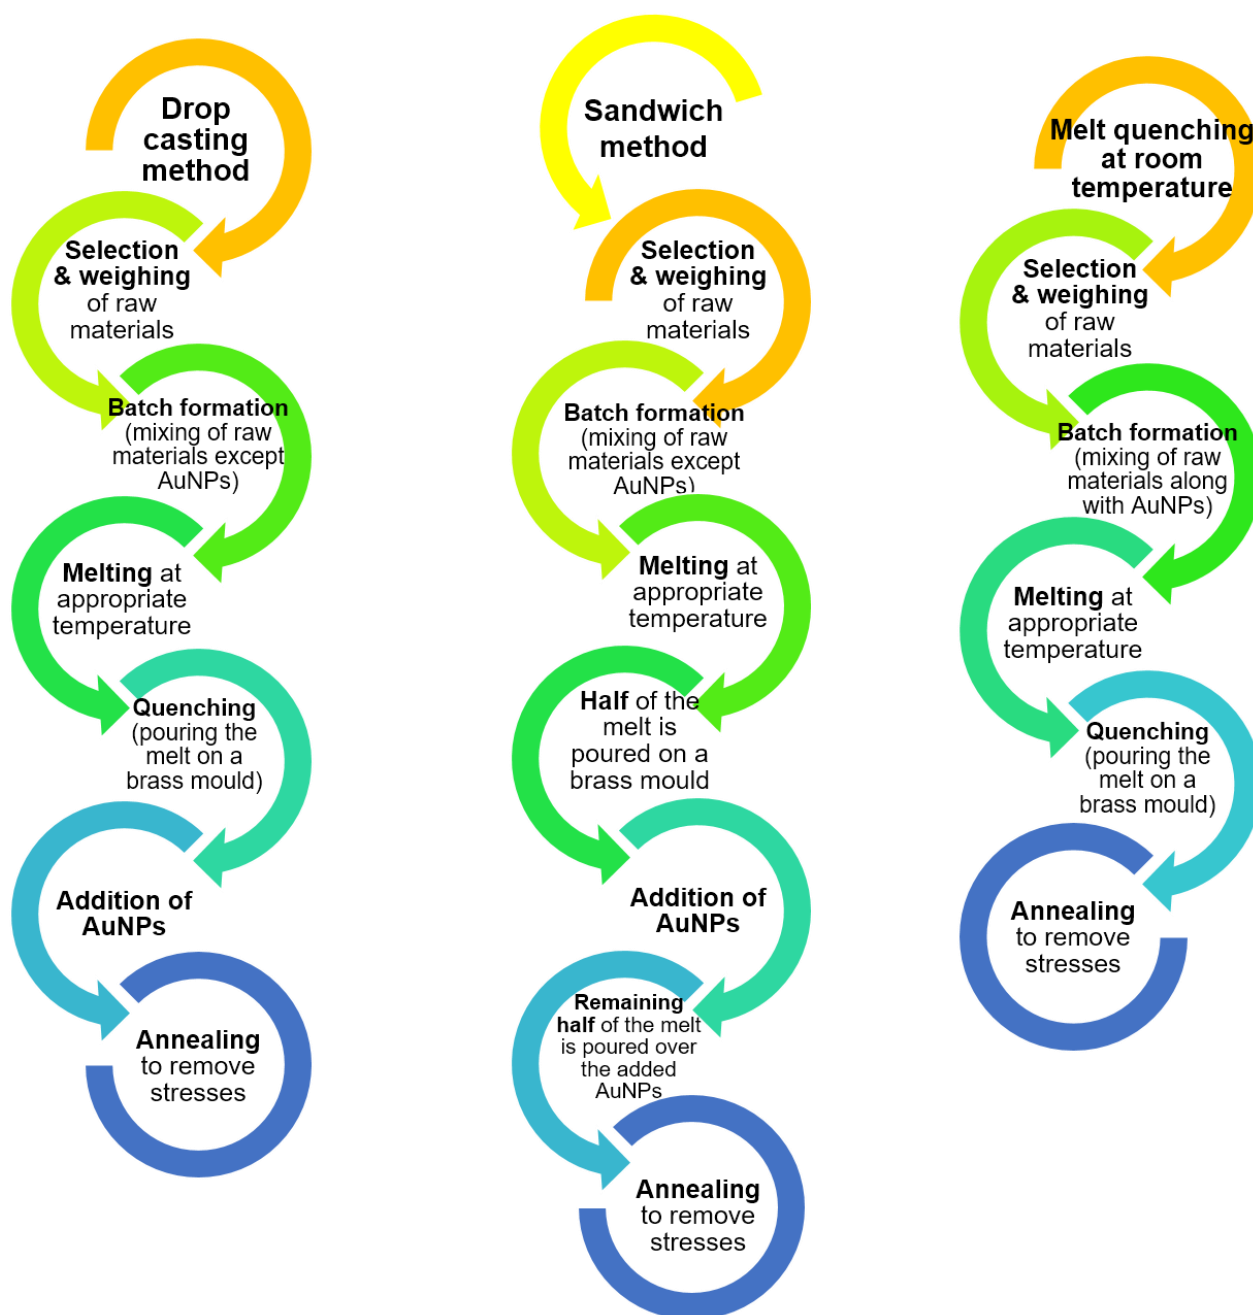 Drop
casting
method
Selection
& weighing
of raw
materials
Batch formation
(mixing of raw
materials except
AuNPs)
Melting at
appropriate
temperature
Quenching
(pouring the
melt on a
brass mould)
Addition of
AuNPs
Annealing
to remove
stresses
Sandwich
method
Selection
& weighing
of raw
materials
Batch formation
(mixing of raw
materials except
AuNPs)
Melting at
appropriate
temperature
Half of the
melt is
poured on a
brass mould
Addition of
AuNPs
Remaining
half of the melt
is poured over
the added
AuNPs
Annealing
to remove
stresses
Melt quenching
at room
temperature
Selection
& weighing
of raw
materials
Batch formation
(mixing of raw
materials along
with AuNPs)
Melting at
appropriate
temperature
Quenching
(pouring the
melt on a
brass mould)
Annealing
to remove
stresses